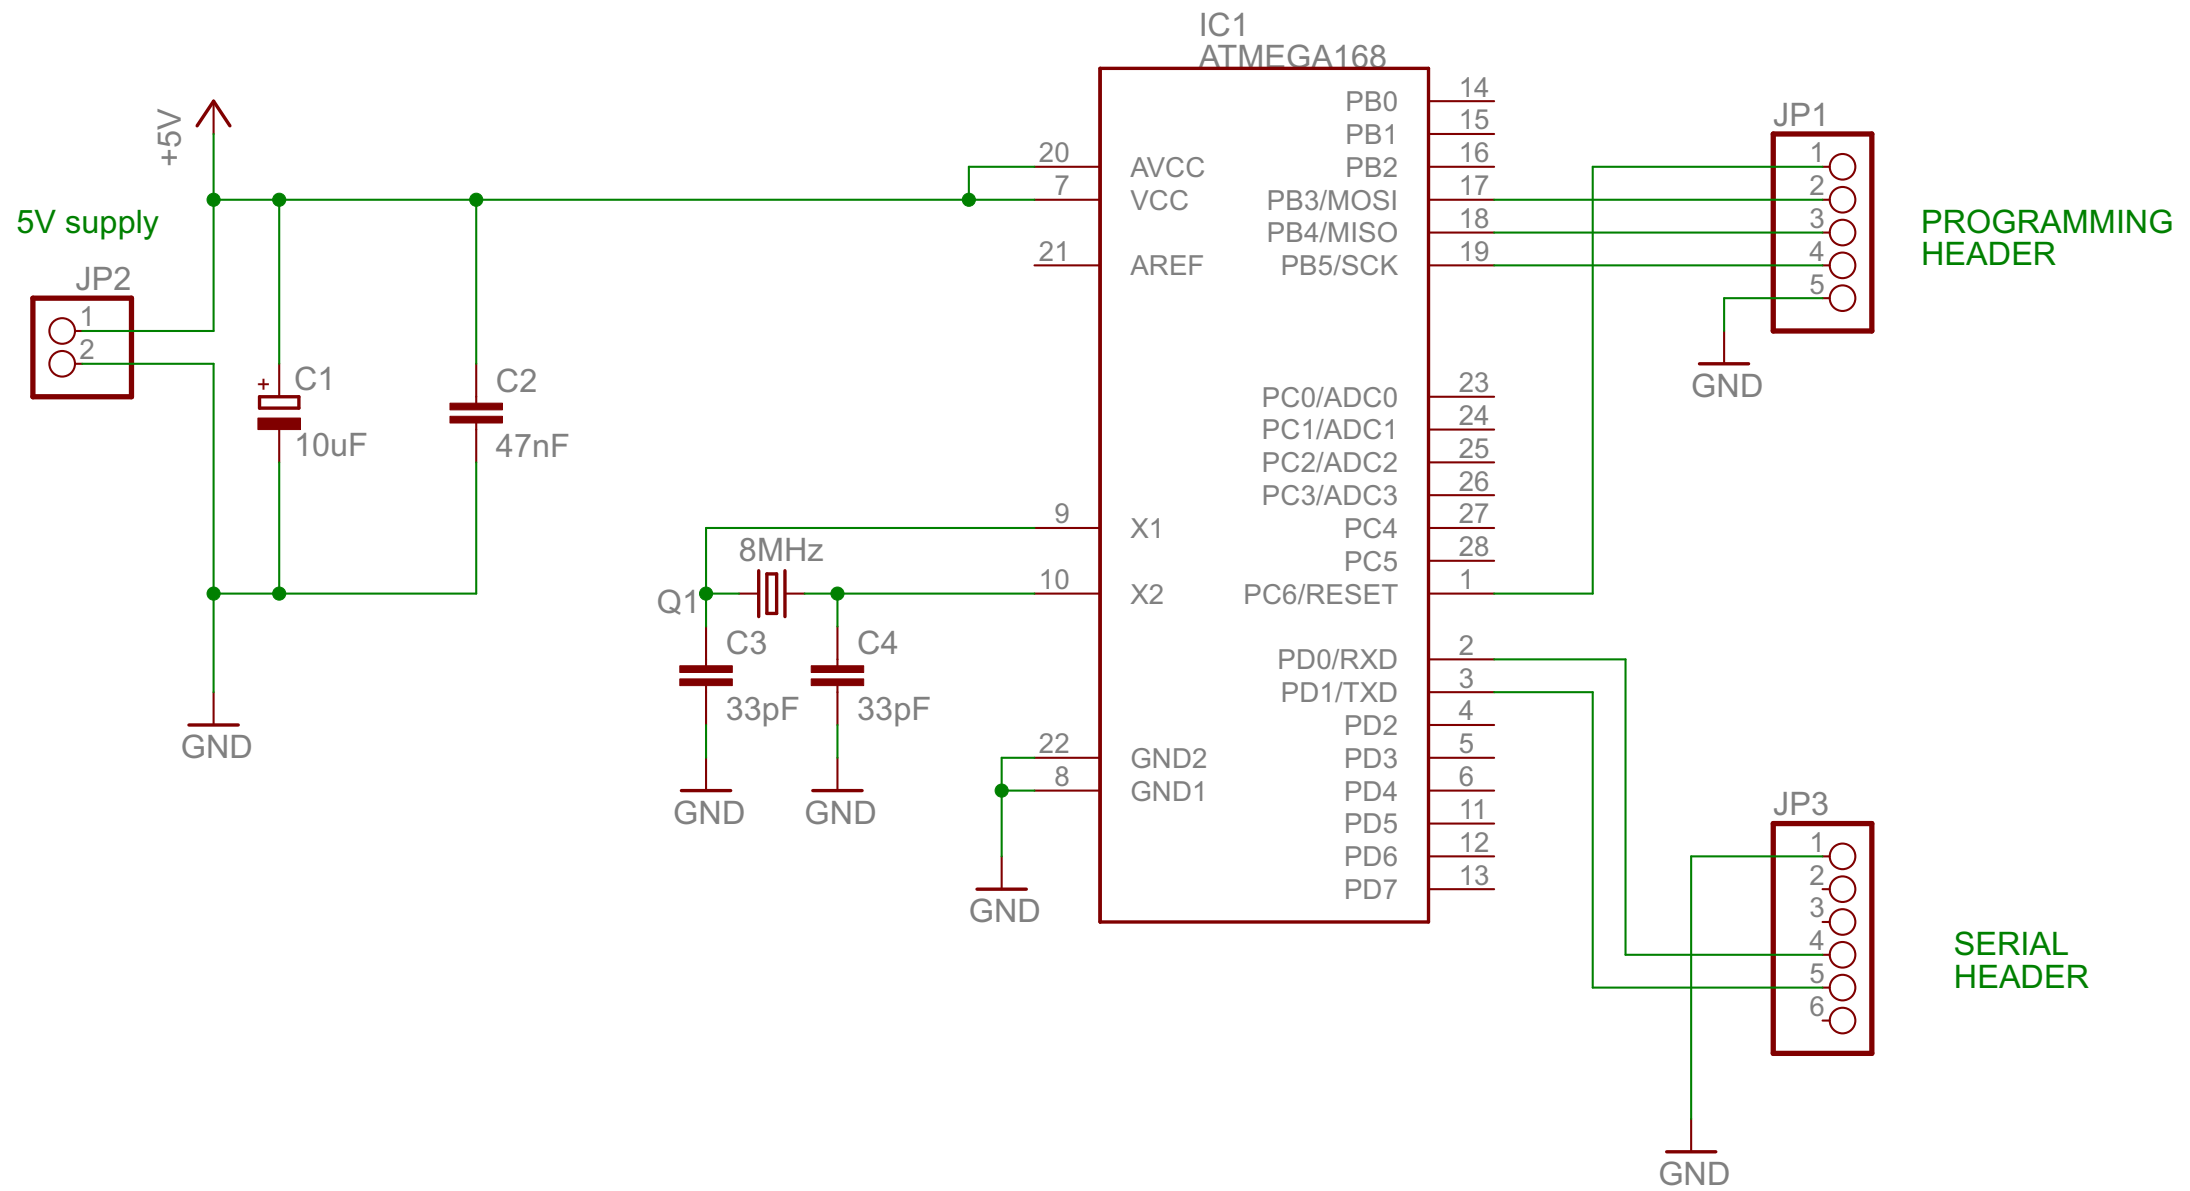 IC1
ATMEGA168
+5V
5V supply
JP2
1
2
+
C1
10uF
C2
47nF
20
AVCC
7
VCC
21
AREF
9
X1
8MHz
Q1
10
X2
C3
33pF
C4
33pF
22
GND2
8
GND1
GND
GND
GND
GND
PB0
14
PB1
15
PB2
16
PB3/MOSI
17
PB4/MISO
18
PB5/SCK
19
PC0/ADC0
23
PC1/ADC1
24
PC2/ADC2
25
PC3/ADC3
26
PC4
27
PC5
28
PC6/RESET
1
PD0/RXD
2
PD1/TXD
3
PD2
4
PD3
5
PD4
6
PD5
11
PD6
12
PD7
13
JP1
1
2
3
4
5
PROGRAMMING
HEADER
GND
JP3
1
2
3
4
5
6
SERIAL
HEADER
GND